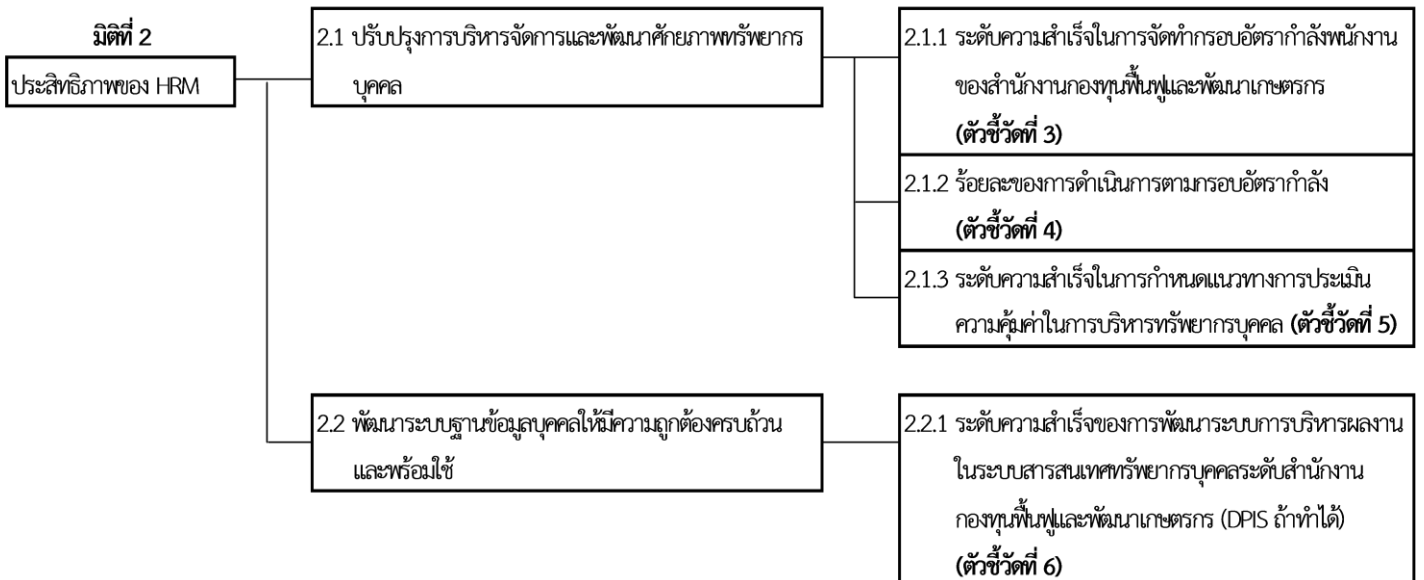 มิติที่ 2
ประสิทธิภาพของ HRM
2.1 ปรับปรุงการบริหารจัดการและพัฒนาศักยภาพทรัพยากร
บุคคล
2.1.1 ระดับความสำเร็จในการจัดทำกรอบอัตรากำลังพนักงาน
ของสำนักงานกองทุนฟื้นฟูและพัฒนาเกษตรกร
(ตัวชี้วัดที่ 3)
2.1.2 ร้อยละของการดำเนินการตามกรอบอัตรากำลัง
(ตัวชี้วัดที่ 4)
2.1.3 ระดับความสำเร็จในการกำหนดแนวทางการประเมิน
ความคุ้มค่าในการบริหารทรัพยากรบุคคล (ตัวชี้วัดที่ 5)
2.2 พัฒนาระบบฐานข้อมูลบุคคลให้มีความถูกต้องครบถ้วน
และพร้อมใช้
2.2.1 ระดับความสำเร็จของการพัฒนาระบบการบริหารผลงาน
ในระบบสารสนเทศทรัพยากรบุคคลระดับสำนักงาน
กองทุนฟื้นฟูและพัฒนาเกษตรกร (DPIS ถ้าทำได้)
(ตัวชี้วัดที่ 6)